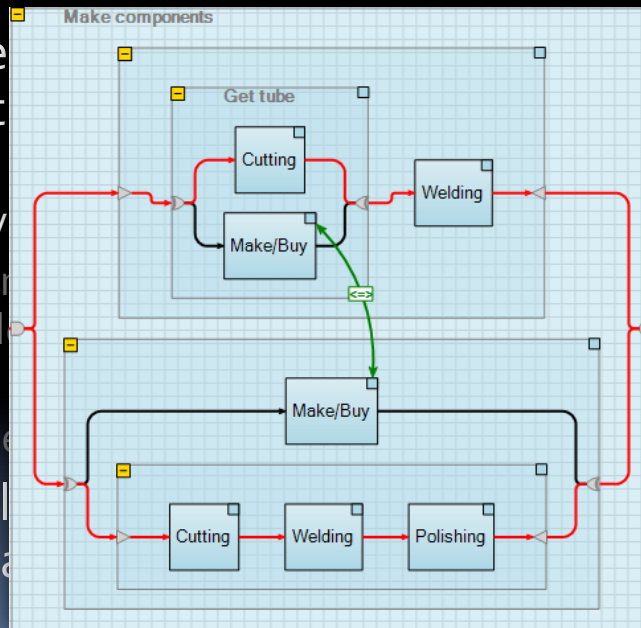 Make components
Get tube
Cutting
Welding
Make/Buy
<=>
Make/Buy
Cutting
Welding
Polishing